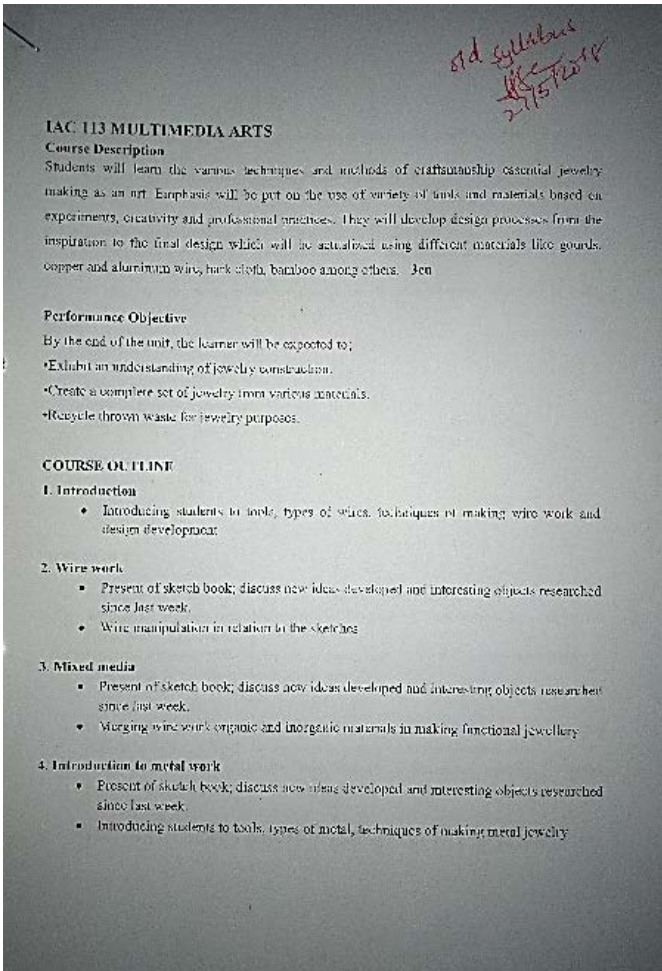 old syllabus
27/5/2018
IAC 113 MULTIMEDIA ARTS
Course Description
Students will learn the various techniques and methods of craftsmanship essential jewelry
making as an art. Emphasis will be put on the use of variety of tools and materials based on
experiments, creativity and professional practices. They will develop design processes from the
inspiration to the final design which will be actualized using different materials like gourds,
copper and aluminum wire, bark cloth, bamboo among others. 3cu
Performance Objective
By the end of the unit, the learner will be expected to;
•Exhibit an understanding of jewelry construction.
•Create a complete set of jewelry from various materials.
•Recycle thrown waste for jewelry purposes.
COURSE OUTLINE
1. Introduction
• Introducing students to tools, types of wires, techniques of making wire work and
design development
2. Wire work
• Present of sketch book; discuss new ideas developed and interesting objects researched
since last week.
• Wire manipulation in relation to the sketches
3. Mixed media
• Present of sketch book; discuss new ideas developed and interesting objects researched
since last week.
• Merging wire work organic and inorganic materials in making functional jewellery
4. Introduction to metal work
• Present of sketch book; discuss new ideas developed and interesting objects researched
since last week.
• Introducing students to tools, types of metal, techniques of making metal jewelry